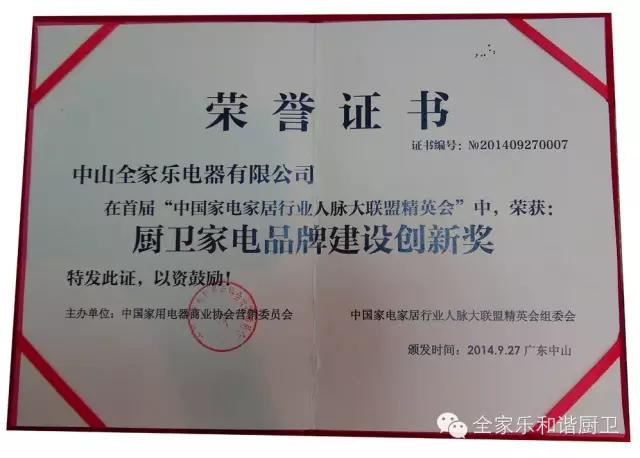 荣誉证书
证书编号：№201409270007
中山全家乐电器有限公司
在首届“中国家电家居行业人脉大联盟精英会”中，荣获：
厨卫家电品牌建设创新奖
特发此证，以资鼓励！
主办单位：中国家用电器商业协会营销委员会
中国家电家居行业人脉大联盟精英会组委会
颁发时间：2014.9.27 广东中山
全家乐和谐厨卫